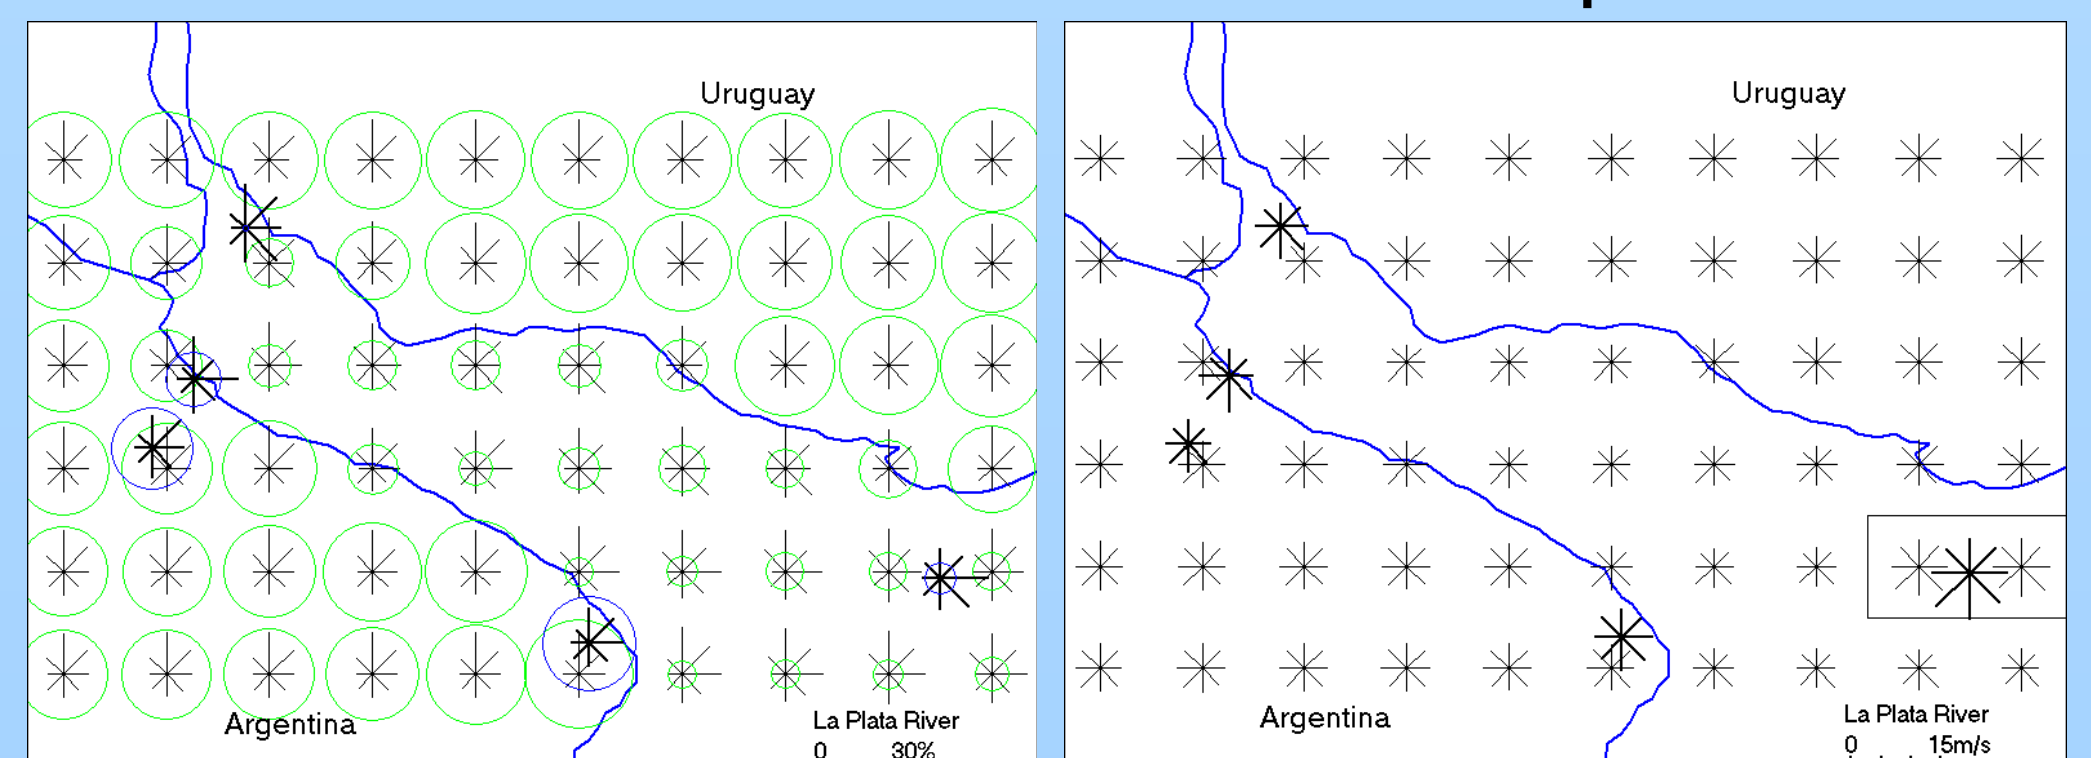 Uruguay
Argentina
La Plata River
0 30%
Uruguay
Argentina
La Plata River
0 15m/s